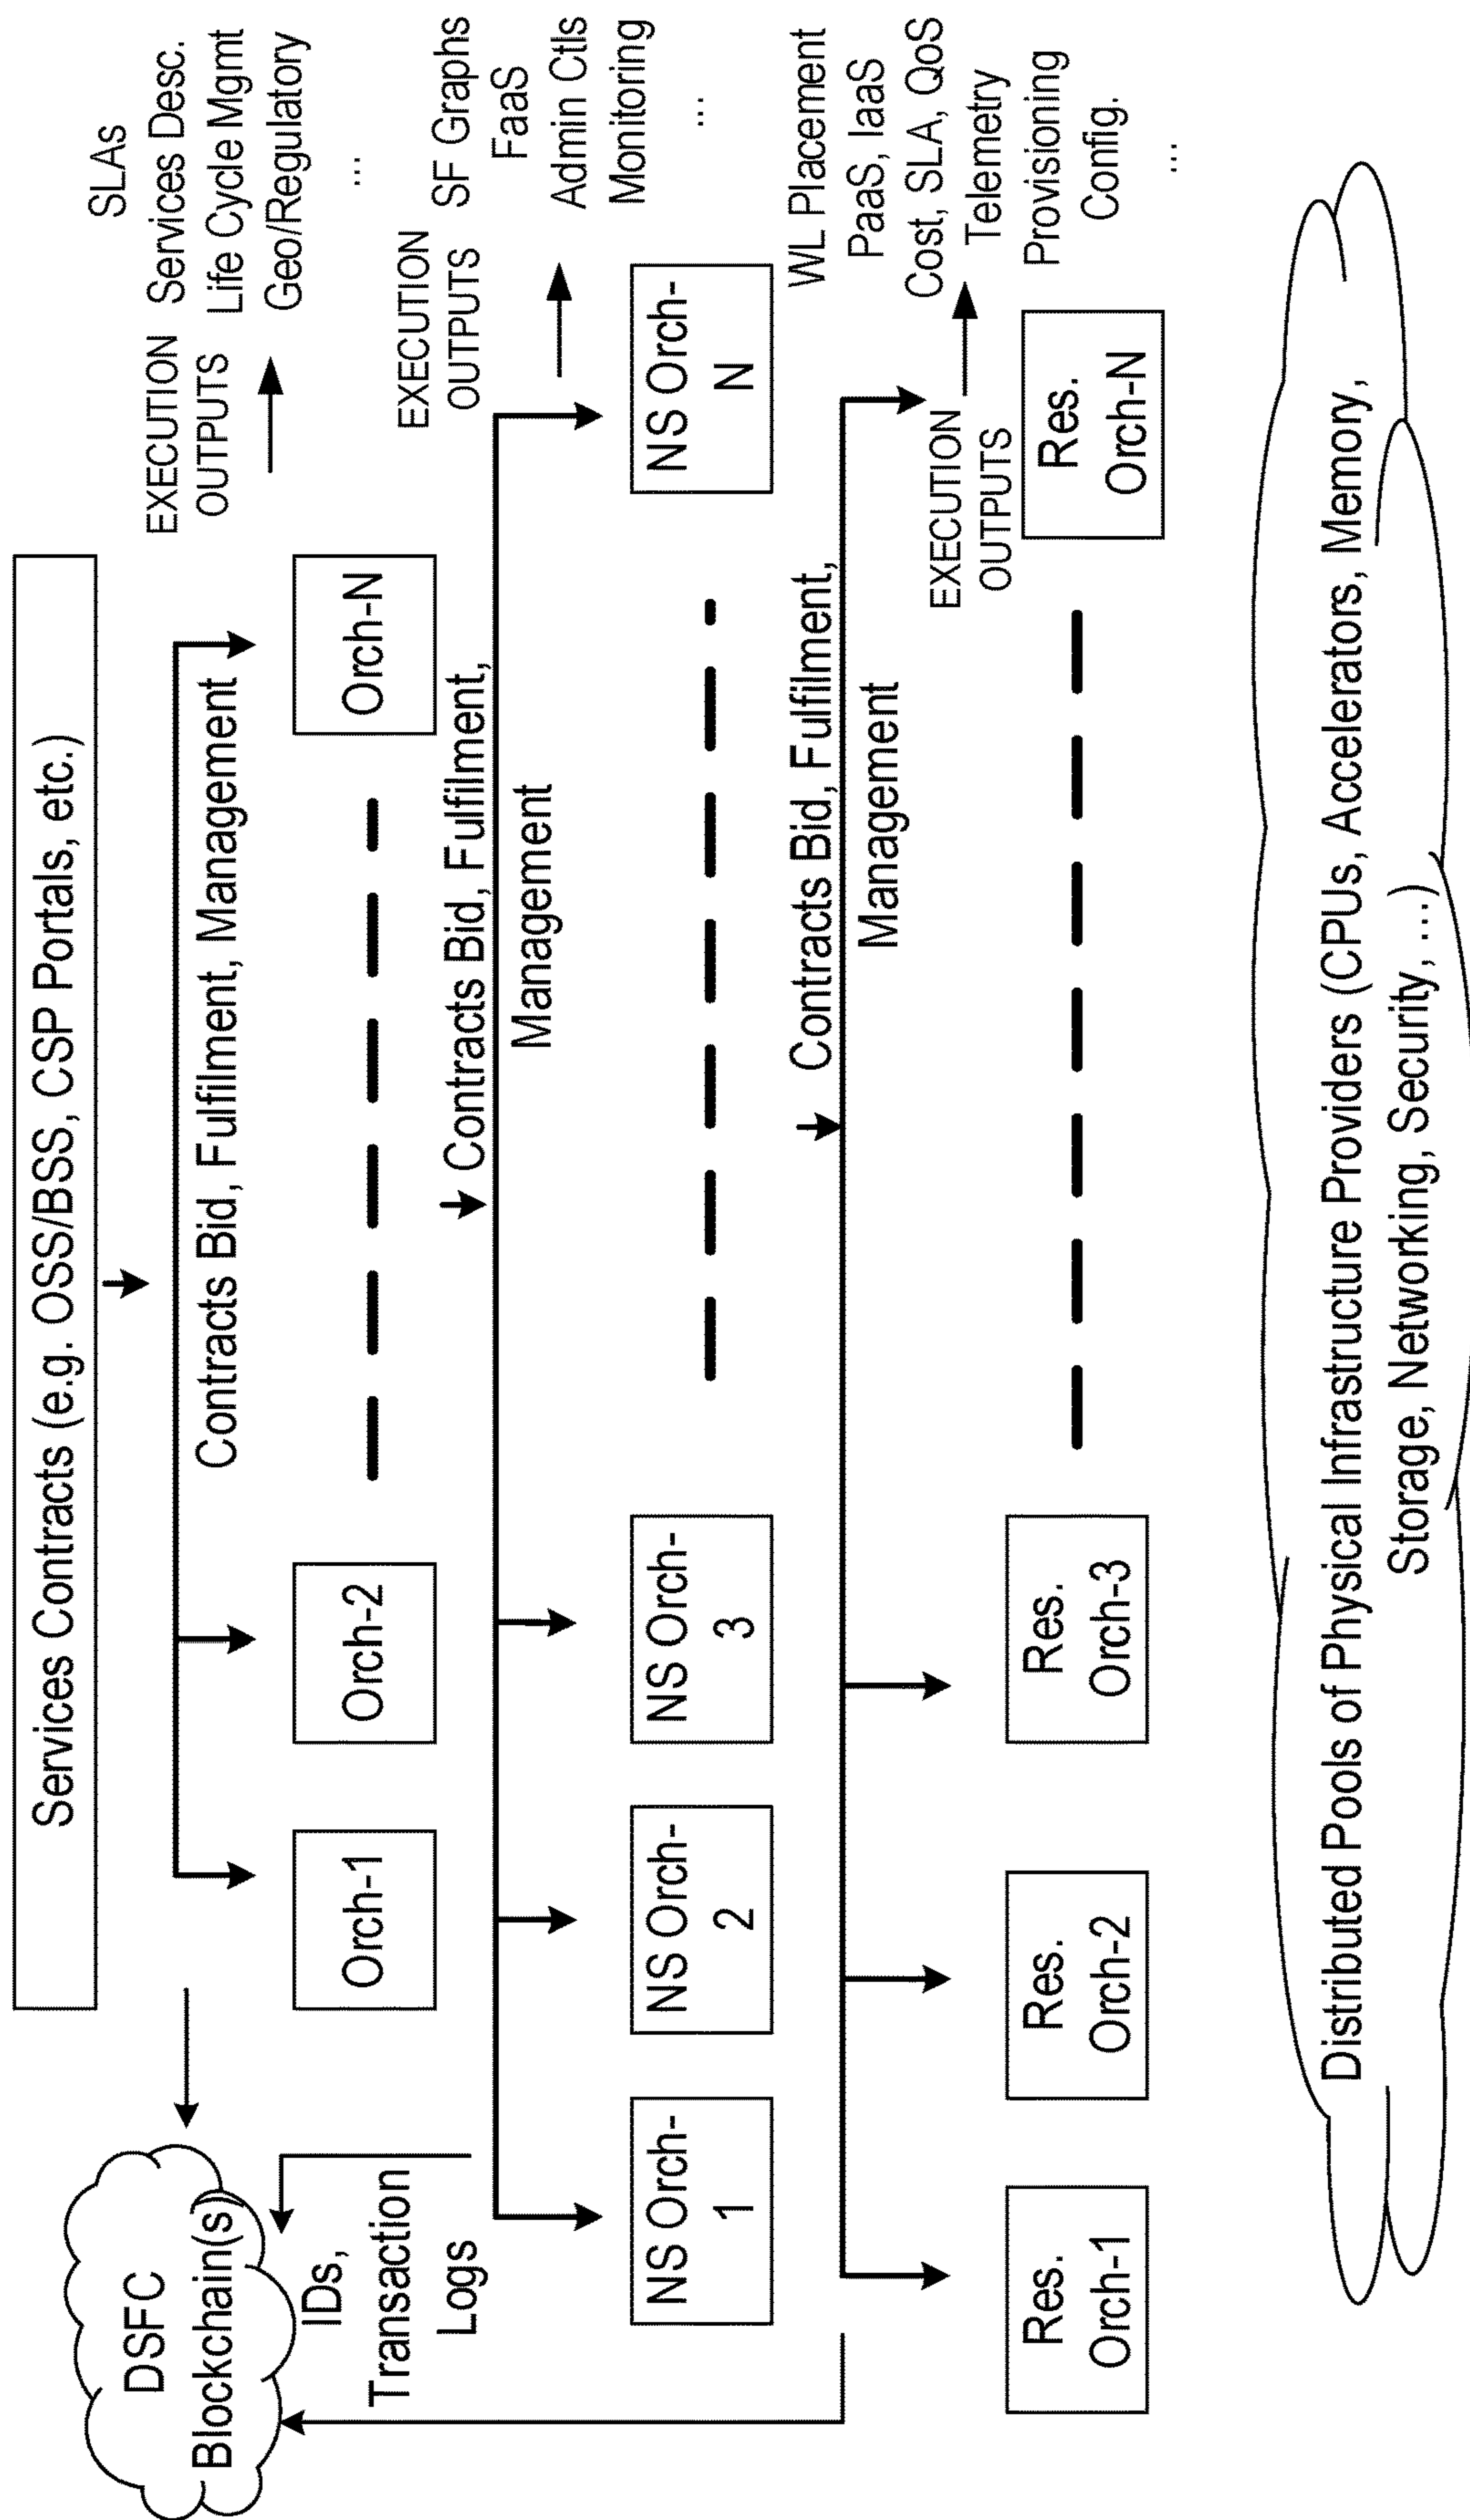 Services Contracts (e.g. OSS/BSS, CSP Portals, etc.)
SLAs
Services Desc.
Life Cycle Mgmt
Geo/Regulatory
...
EXECUTION
OUTPUTS
DSFC
Blockchain(s)
Contracts Bid, Fulfilment, Management
Orch-1
Orch-2
Orch-N
IDs,
Transaction
Logs
Contracts Bid, Fulfilment,
Management
EXECUTION
OUTPUTS
SF Graphs
FaaS
Admin Ctls
Monitoring
...
NS Orch-
1
NS Orch-
2
NS Orch-
3
NS Orch-
N
Contracts Bid, Fulfilment,
Management
WL Placement
PaaS, IaaS
Cost, SLA, QoS
Telemetry
Provisioning
Config.
...
EXECUTION
OUTPUTS
Res.
Orch-1
Res.
Orch-2
Res.
Orch-3
Res.
Orch-N
Distributed Pools of Physical Infrastructure Providers (CPUs, Accelerators, Memory,
Storage, Networking, Security, ...)